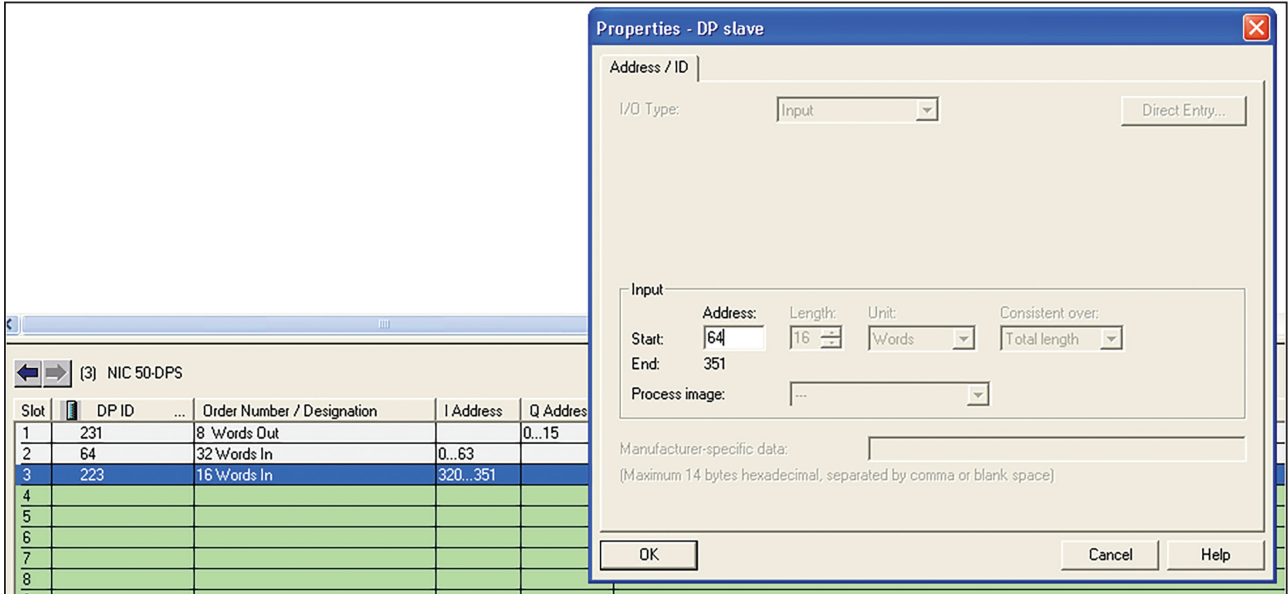 Properties - DP slave
Address / ID
I/O Type: Input Direct Entry...
Input
Address: Length: Unit: Consistent over:
Start: 64 16 Words Total length
End: 351
Process image: ---
Manufacturer-specific data:
(Maximum 14 bytes hexadecimal, separated by comma or blank space)
OK Cancel Help
(3) NIC 50-DPS
Slot DP ID ... Order Number / Designation I Address Q Addres
1 231 8 Words Out 0...15
2 64 32 Words In 0...63
3 223 16 Words In 320...351
4
5
6
7
8